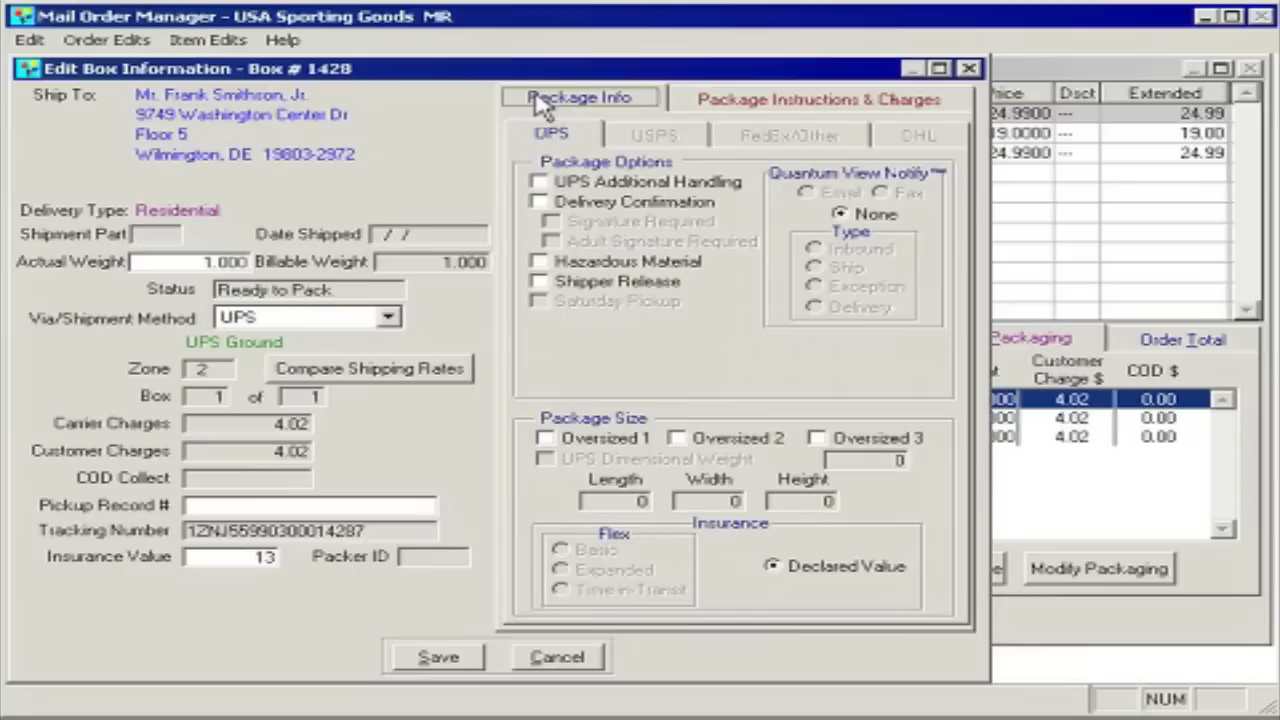 Mail Order Manager - USA Sporting Goods MR
Edit Order Edits Item Edits Help
Edit Box Information - Box # 1428
Ship To: Mr. Frank Smithson, Jr.
9749 Washington Center Dr
Floor 5
Wilmington, DE 19803-2972
Delivery Type: Residential
Shipment Part
Date Shipped / /
Actual Weight 1.000 Billable Weight 1.000
Status Ready to Pack
Via/Shipment Method UPS
UPS Ground
Zone 2 Compare Shipping Rates
Box 1 of 1
Carrier Charges 4.02
Customer Charges 4.02
COD Collect
Pickup Record #
Tracking Number 1ZNJ55990300014287
Insurance Value 13 Packer ID
Package Info Package Instructions & Charges
UPS USPS FedEx/Other DHL
Package Options
UPS Additional Handling
Delivery Confirmation
Signature Required
Adult Signature Required
Hazardous Material
Shipper Release
Saturday Pickup
Quantum View Notify™
Email Fax
None
Type
Inbound
Ship
Exception
Delivery
Package Size
Oversized 1 Oversized 2 Oversized 3
UPS Dimensional Weight 0
Length Width Height
0 0 0
Insurance
Flex
Basic
Expanded
Time-in-Transit
Declared Value
Save Cancel
Price Dsct Extended
24.9900 --- 24.99
19.0000 --- 19.00
24.9900 --- 24.99
Packaging Order Total
Customer Charge $ COD $
4.02 0.00
4.02 0.00
4.02 0.00
Modify Packaging
NUM